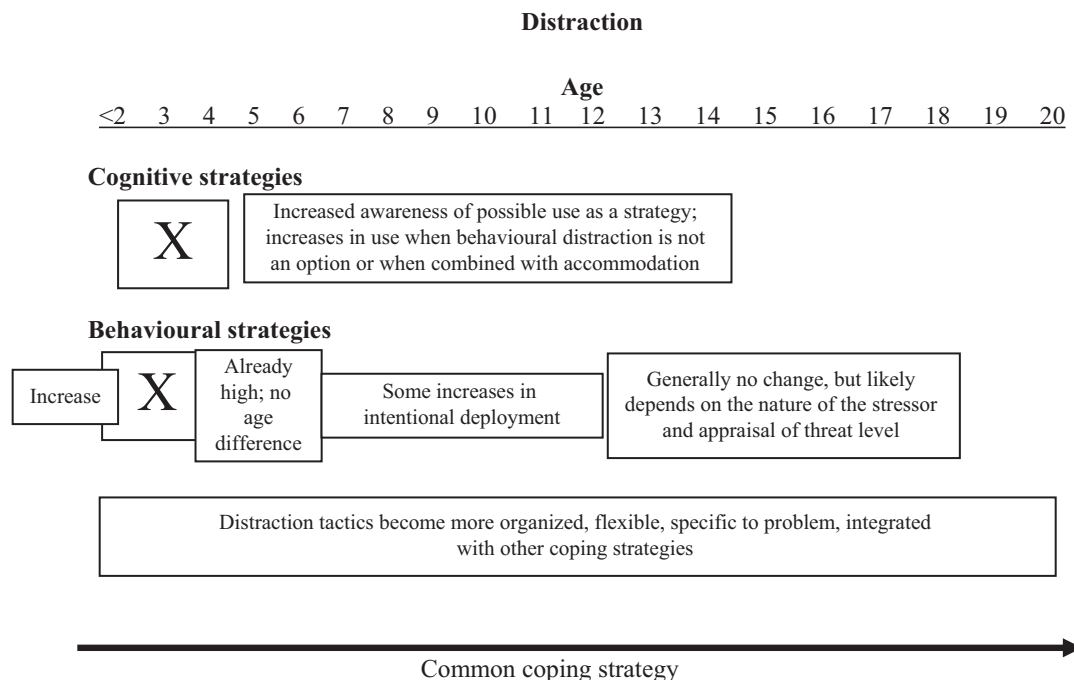 Distraction
Age
<2 3 4 5 6 7 8 9 10 11 12 13 14 15 16 17 18 19 20
Cognitive strategies
X
Increased awareness of possible use as a strategy;
increases in use when behavioural distraction is not
an option or when combined with accommodation
Behavioural strategies
Increase
X
Already
high; no
age
difference
Some increases in
intentional deployment
Generally no change, but likely
depends on the nature of the stressor
and appraisal of threat level
Distraction tactics become more organized, flexible, specific to problem, integrated
with other coping strategies
Common coping strategy